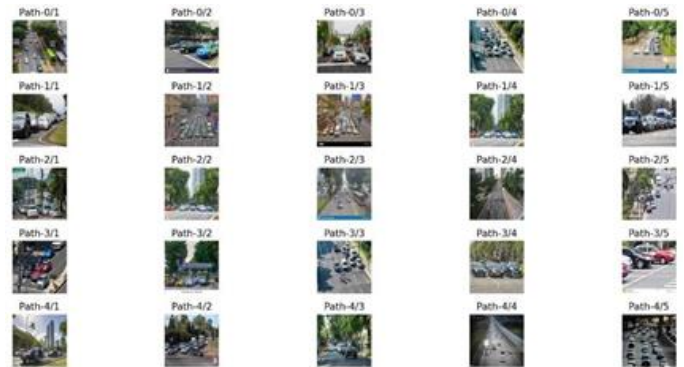 Path-0/1 Path-0/2 Path-0/3 Path-0/4 Path-0/5
Path-1/1 Path-1/2 Path-1/3 Path-1/4 Path-1/5
Path-2/1 Path-2/2 Path-2/3 Path-2/4 Path-2/5
Path-3/1 Path-3/2 Path-3/3 Path-3/4 Path-3/5
Path-4/1 Path-4/2 Path-4/3 Path-4/4 Path-4/5